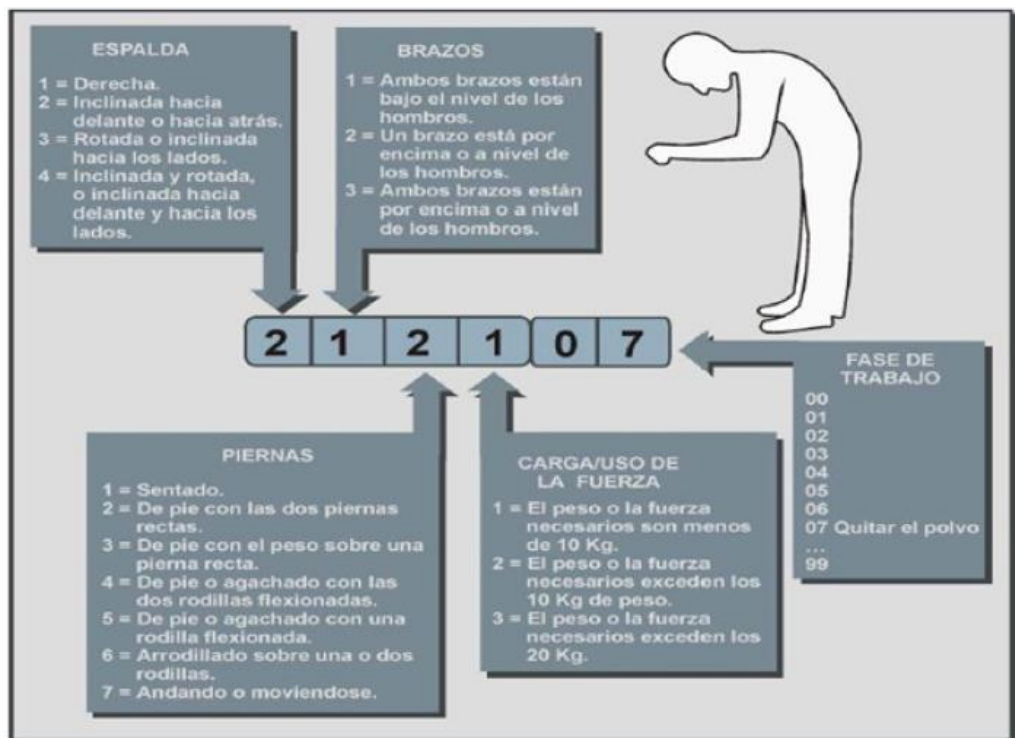 ESPALDA
1 = Derecha.
2 = Inclinada hacia
delante o hacia atrás.
3 = Rotada o inclinada
hacia los lados.
4 = Inclinada y rotada,
o inclinada hacia
delante y hacia los
lados.
BRAZOS
1 = Ambos brazos están
bajo el nivel de los
hombros.
2 = Un brazo está por
encima o a nivel de
los hombros.
3 = Ambos brazos están
por encima o a nivel
de los hombros.
2 1 2 1 0 7
PIERNAS
1 = Sentado.
2 = De pie con las dos piernas
rectas.
3 = De pie con el peso sobre una
pierna recta.
4 = De pie o agachado con las
dos rodillas flexionadas.
5 = De pie o agachado con una
rodilla flexionada.
6 = Arrodillado sobre una o dos
rodillas.
7 = Andando o moviendose.
CARGA/USO DE
LA FUERZA
1 = El peso o la fuerza
necesarios son menos
de 10 Kg.
2 = El peso o la fuerza
necesarios exceden los
10 Kg de peso.
3 = El peso o la fuerza
necesarios exceden los
20 Kg.
FASE DE
TRABAJO
00
01
02
03
04
05
06
07 Quitar el polvo
...
99